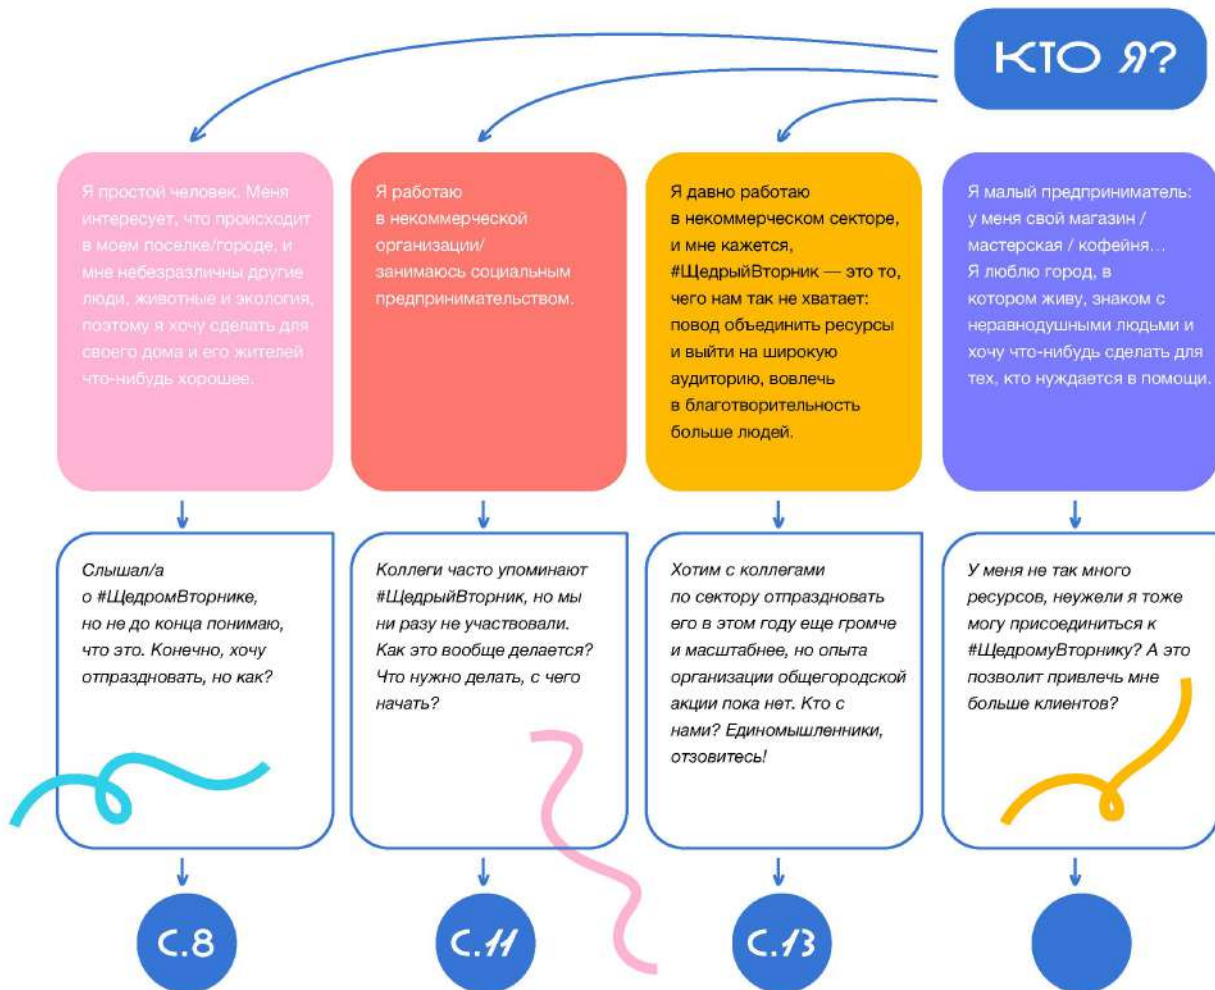 КТО Я?
Я простой человек. Меня
интересует, что происходит
в моем поселке/городе, и
мне небезразличны другие
люди, животные и экология,
поэтому я хочу сделать для
своего дома и его жителей
что-нибудь хорошее.
Я работаю
в некоммерческой
организации/
занимаюсь социальным
предпринимательством.
Я давно работаю
в некоммерческом секторе,
и мне кажется,
#ЩедрыйВторник — это то,
чего нам так не хватает:
повод объединить ресурсы
и выйти на широкую
аудиторию, вовлечь
в благотворительность
больше людей.
Я малый предприниматель:
у меня свой магазин /
мастерская / кофейня...
Я люблю город, в
котором живу, знаком с
неравнодушными людьми и
хочу что-нибудь сделать для
тех, кто нуждается в помощи.
Слышал/а
о #ЩедромВторнике,
но не до конца понимаю,
что это. Конечно, хочу
отпраздновать, но как?
Коллеги часто упоминают
#ЩедрыйВторник, но мы
ни разу не участвовали.
Как это вообще делается?
Что нужно делать, с чего
начать?
Хотим с коллегами
по сектору отпраздновать
его в этом году еще громче
и масштабнее, но опыта
организации общегородской
акции пока нет. Кто с
нами? Единомышленники,
отзовитесь!
У меня не так много
ресурсов, неужели я тоже
могу присоединиться к
#ЩедромуВторнику? А это
позволит привлечь мне
больше клиентов?
С.8
С.11
С.13